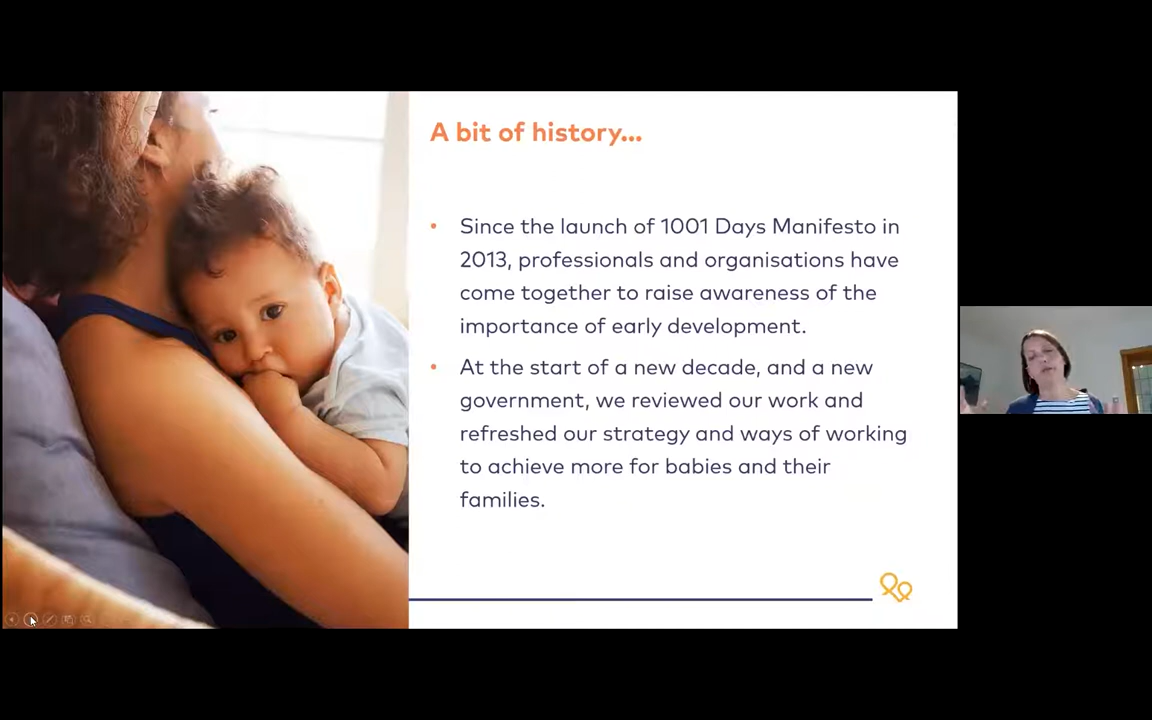 A bit of history...
• Since the launch of 1001 Days Manifesto in
2013, professionals and organisations have
come together to raise awareness of the
importance of early development.
• At the start of a new decade, and a new
government, we reviewed our work and
refreshed our strategy and ways of working
to achieve more for babies and their
families.